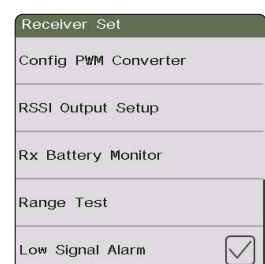 Receiver Set
Config PWM Converter
RSSI Output Setup
Rx Battery Monitor
Range Test
Low Signal Alarm